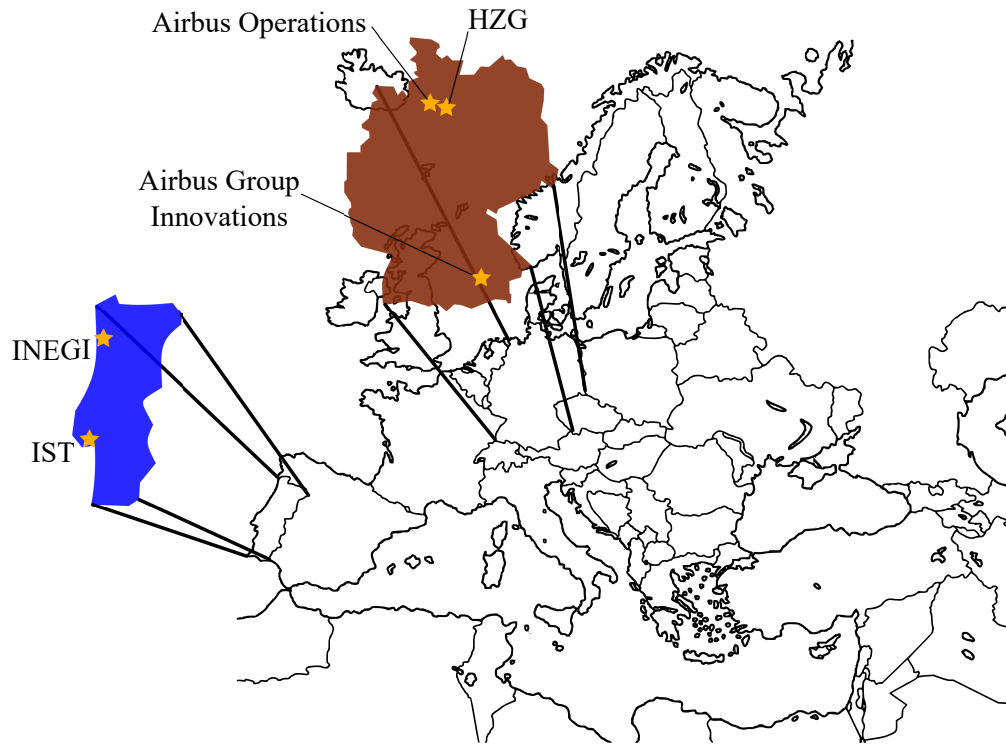 Airbus Operations
HZG
Airbus Group
Innovations
INEGI
IST